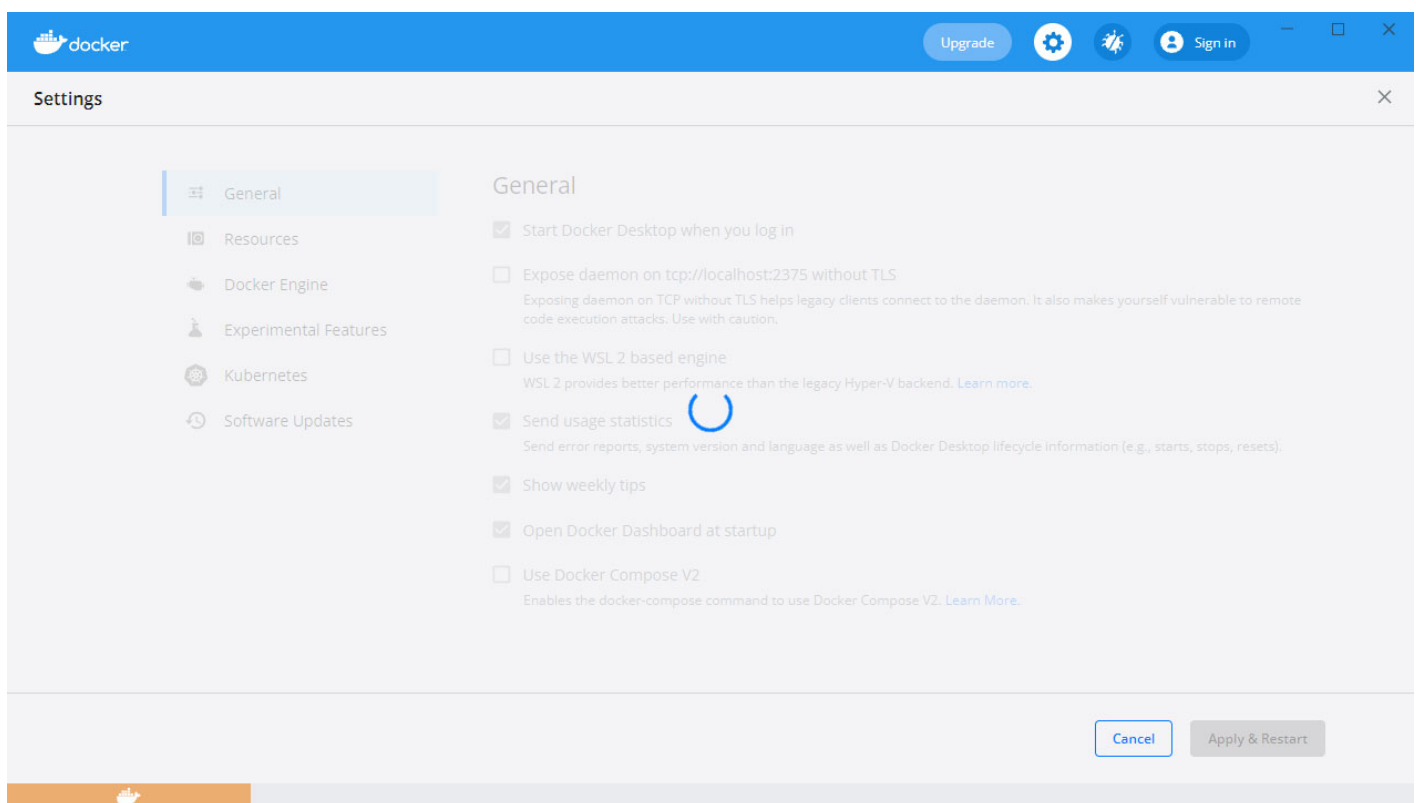 docker
Upgrade
Sign in
Settings
General
Resources
Docker Engine
Experimental Features
Kubernetes
Software Updates
General
Start Docker Desktop when you log in
Expose daemon on tcp://localhost:2375 without TLS
Exposing daemon on TCP without TLS helps legacy clients connect to the daemon. It also makes yourself vulnerable to remote
code execution attacks. Use with caution.
Use the WSL 2 based engine
WSL 2 provides better performance than the legacy Hyper-V backend. Learn more.
Send usage statistics
Send error reports, system version and language as well as Docker Desktop lifecycle information (e.g., starts, stops, resets).
Show weekly tips
Open Docker Dashboard at startup
Use Docker Compose V2
Enables the docker-compose command to use Docker Compose V2. Learn More.
Cancel
Apply & Restart